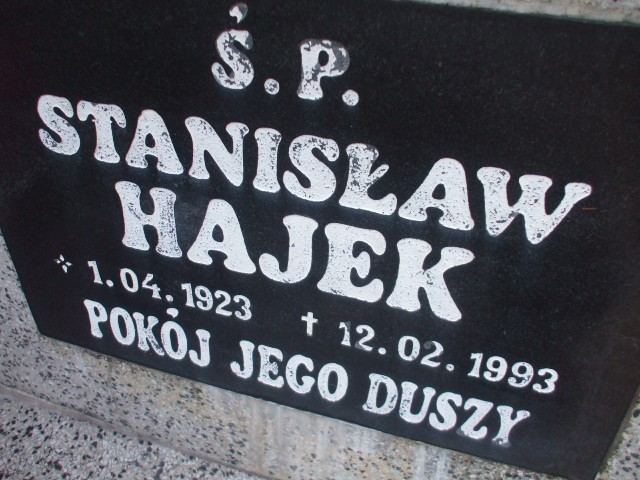 Ś.P.
STANISŁAW
HAJEK
* 1.04.1923 † 12.02.1993
POKÓJ JEGO DUSZY